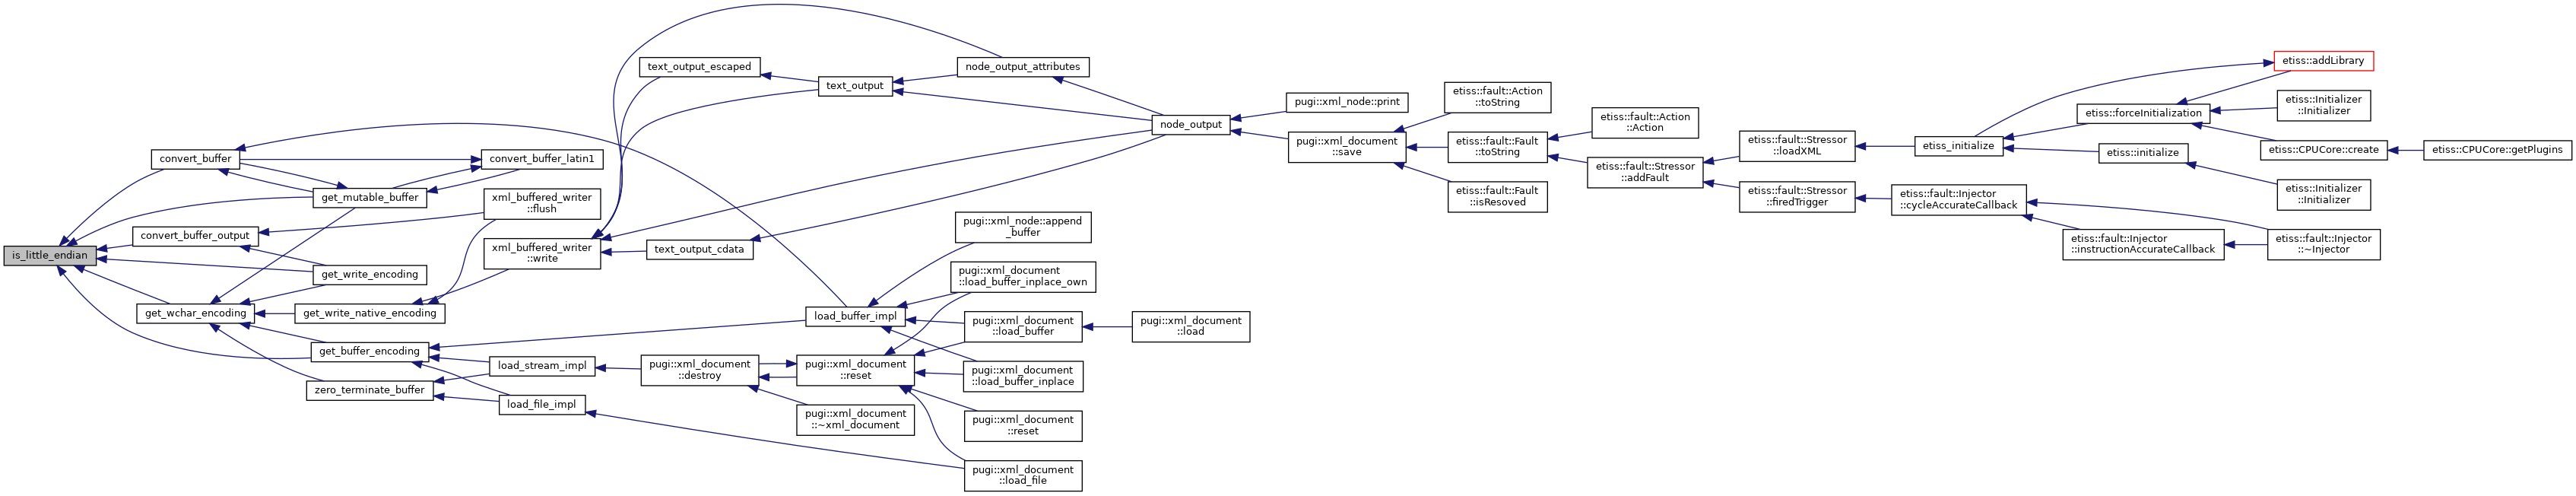 is_little_endian
convert_buffer
convert_buffer_output
get_wchar_encoding
get_mutable_buffer
get_write_encoding
get_write_native_encoding
get_buffer_encoding
zero_terminate_buffer
convert_buffer_latin1
xml_buffered_writer
::flush
xml_buffered_writer
::write
load_stream_impl
load_file_impl
text_output_escaped
text_output_cdata
pugi::xml_document
::destroy
text_output
load_buffer_impl
pugi::xml_document
::reset
pugi::xml_document
::~xml_document
node_output_attributes
pugi::xml_node::append
_buffer
pugi::xml_document
::load_buffer_inplace_own
pugi::xml_document
::load_buffer
pugi::xml_document
::load_buffer_inplace
pugi::xml_document
::reset
pugi::xml_document
::load_file
node_output
pugi::xml_document
::load
pugi::xml_node::print
pugi::xml_document
::save
etiss::fault::Action
::toString
etiss::fault::Fault
::toString
etiss::fault::Fault
::isResoved
etiss::fault::Action
::Action
etiss::fault::Stressor
::addFault
etiss::fault::Stressor
::loadXML
etiss::fault::Stressor
::firedTrigger
etiss_initialize
etiss::fault::Injector
::cycleAccurateCallback
etiss::forceInitialization
etiss::initialize
etiss::fault::Injector
::instructionAccurateCallback
etiss::addLibrary
etiss::Initializer
::Initializer
etiss::CPUCore::create
etiss::Initializer
::Initializer
etiss::fault::Injector
::~Injector
etiss::CPUCore::getPlugins